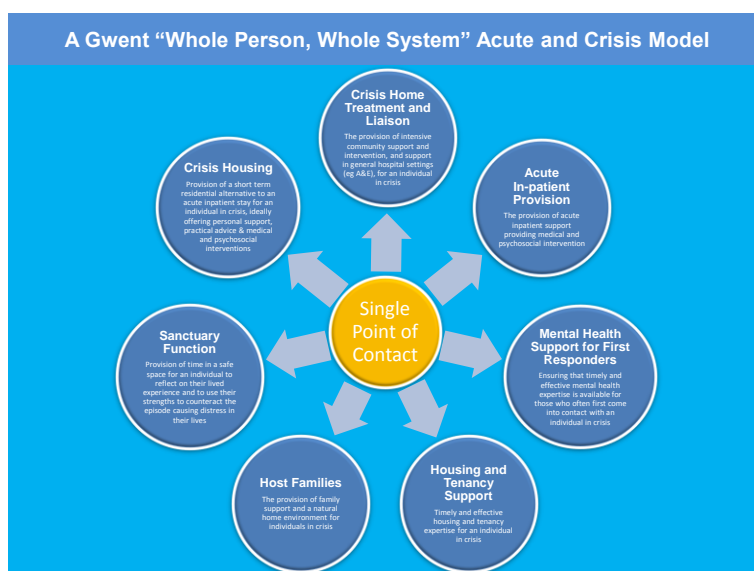 A Gwent “Whole Person, Whole System” Acute and Crisis Model
Crisis Home
Treatment and
Liaison
The provision of intensive
community support and
intervention, and support
in general hospital settings
(eg A&E), for an individual
in crisis
Acute
In-patient
Provision
The provision of acute
inpatient support
providing medical and
psychosocial intervention
Mental Health
Support for First
Responders
Ensuring that timely and
effective mental health
expertise is available for
those who often first come
into contact with an
individual in crisis
Housing and
Tenancy
Support
Timely and effective
housing and tenancy
expertise for an individual
in crisis
Host Families
The provision of family
support and a natural
home environment for
individuals in crisis
Sanctuary
Function
Provision of time in a safe
space for an individual to
reflect on their lived
experience and to use their
strengths to counteract the
episode causing distress in
their lives
Crisis Housing
Provision of a short term
residential alternative to an
acute inpatient stay for an
individual in crisis, ideally
offering personal support,
practical advice & medical
and psychosocial
interventions
Single
Point of
Contact